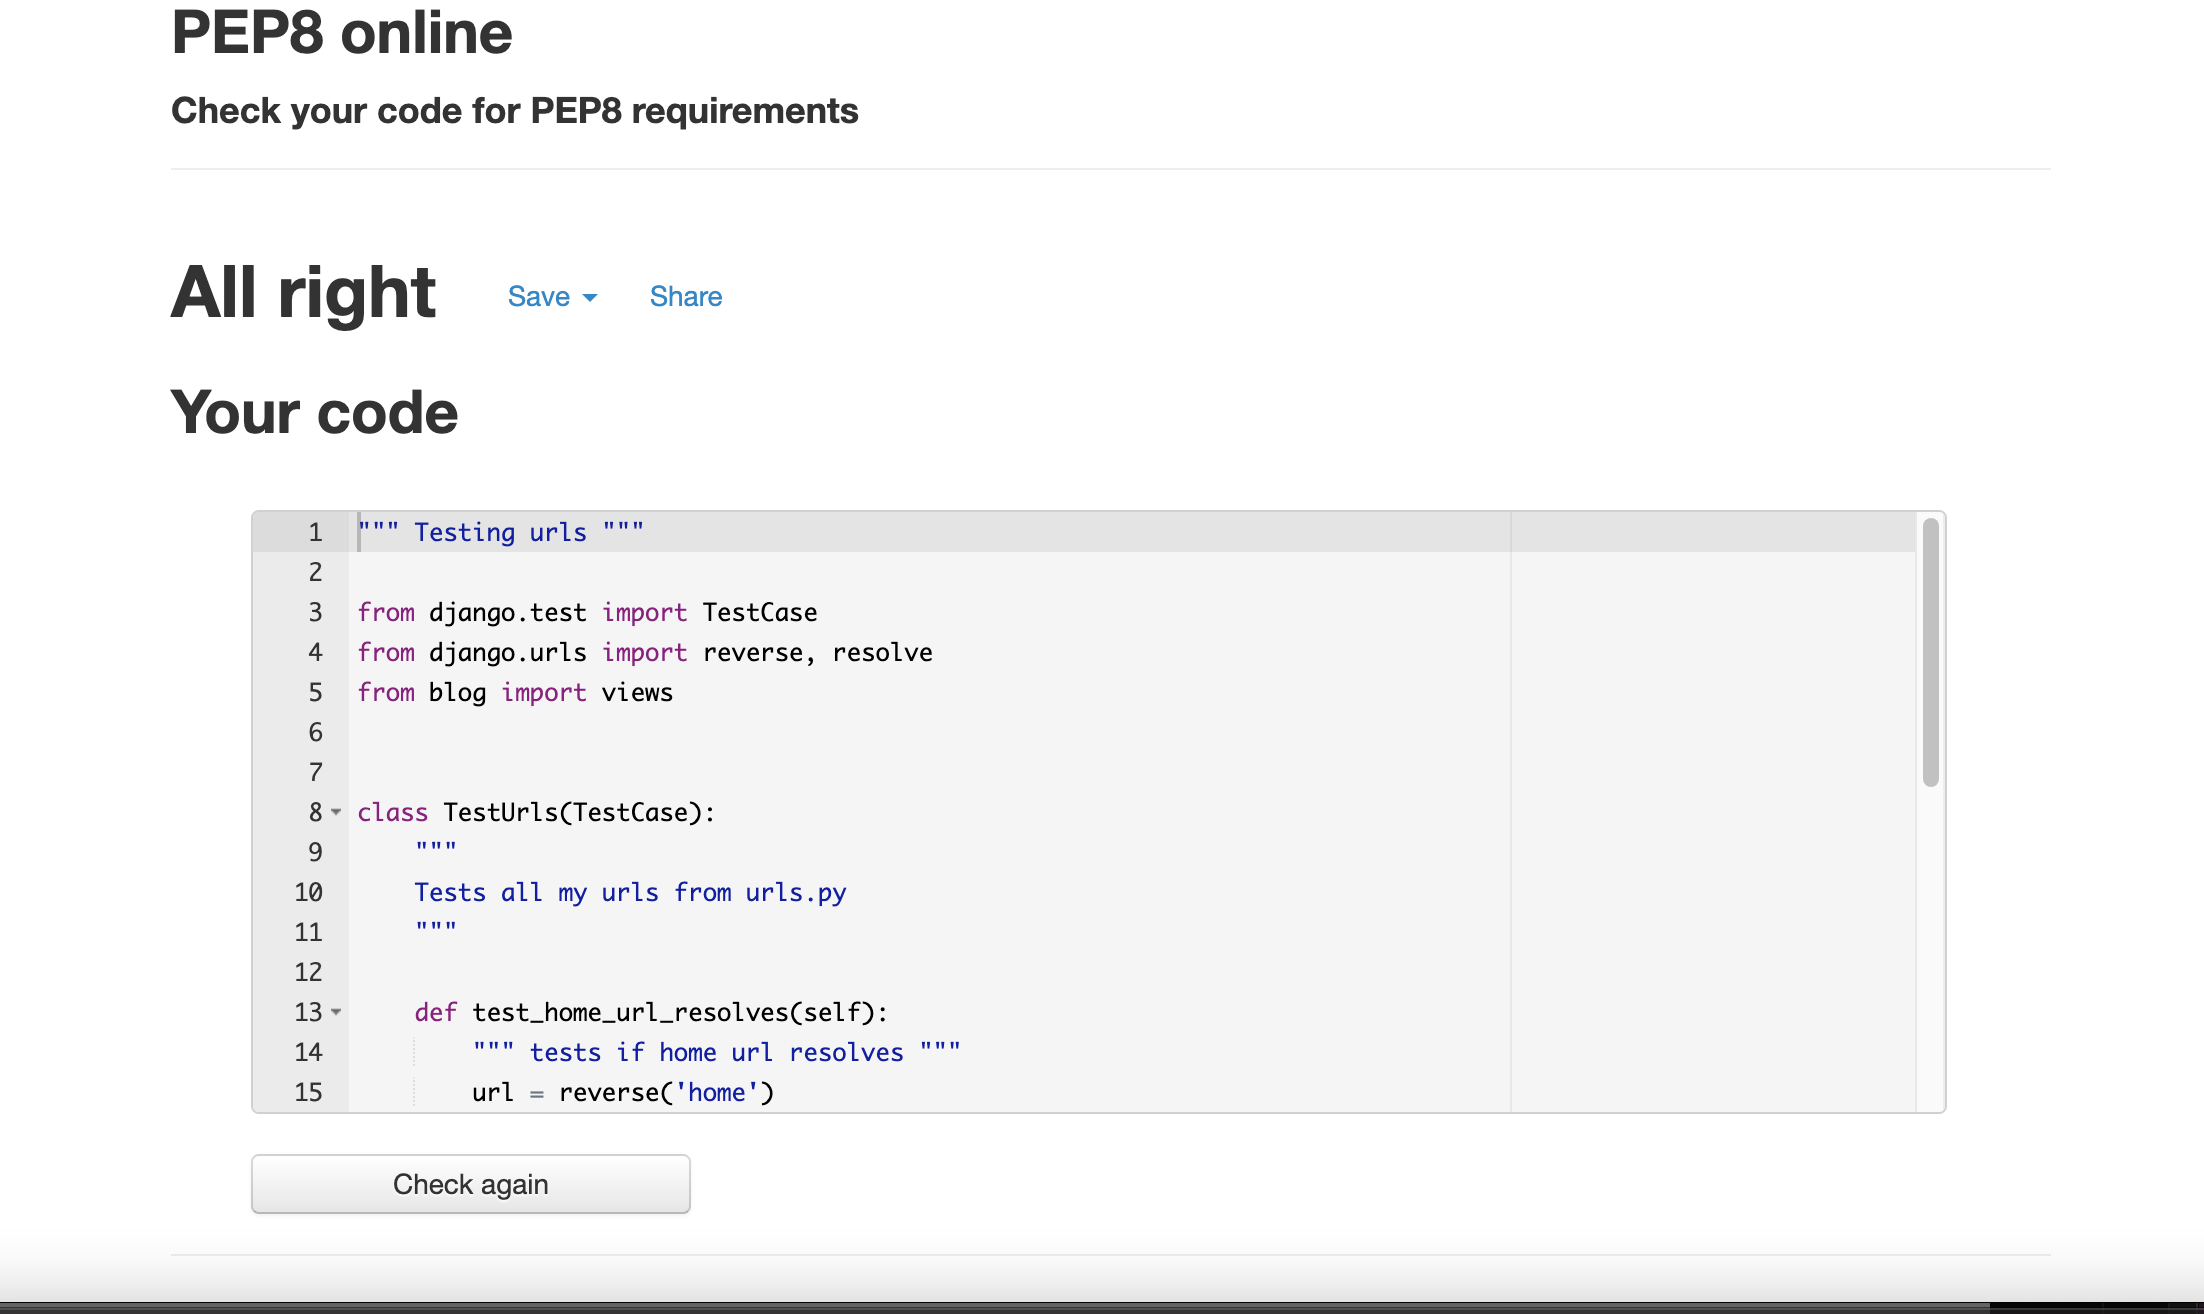 PEP8 online
Check your code for PEP8 requirements
All right Save Share
Your code
1 """ Testing urls """
2
3 from django.test import TestCase
4 from django.urls import reverse, resolve
5 from blog import views
6
7
8 class TestUrls(TestCase):
9     """
10     Tests all my urls from urls.py
11     """
12
13     def test_home_url_resolves(self):
14         """ tests if home url resolves """
15         url = reverse('home')
Check again